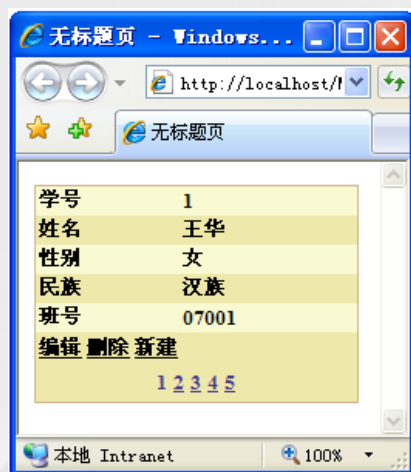 无标题页 - Windows...
http://localhost/
无标题页
学号 1
姓名 王华
性别 女
民族 汉族
班号 07001
编辑 删除 新建
1 2 3 4 5
本地 Intranet 100%